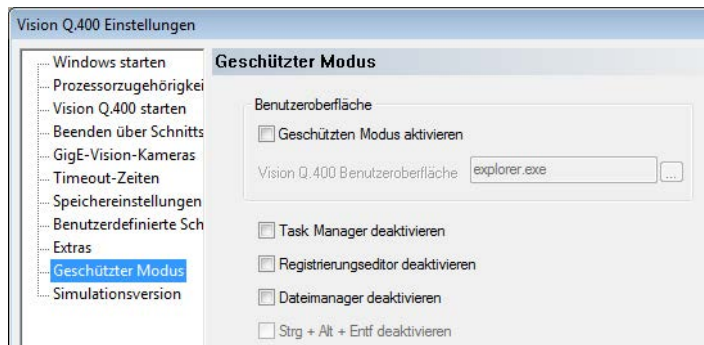 Vision Q.400 Einstellungen
Windows starten
Prozessorzugehörigkei
Vision Q.400 starten
Beenden über Schnitts
GigE-Vision-Kameras
Timeout-Zeiten
Speichereinstellungen
Benutzerdefinierte Sch
Extras
Geschützter Modus
Simulationsversion
Geschützter Modus
Benutzeroberfläche
Geschützten Modus aktivieren
Vision Q.400 Benutzeroberfläche explorer.exe ...
Task Manager deaktivieren
Registrierungseditor deaktivieren
Dateimanager deaktivieren
Strg + Alt + Entf deaktivieren